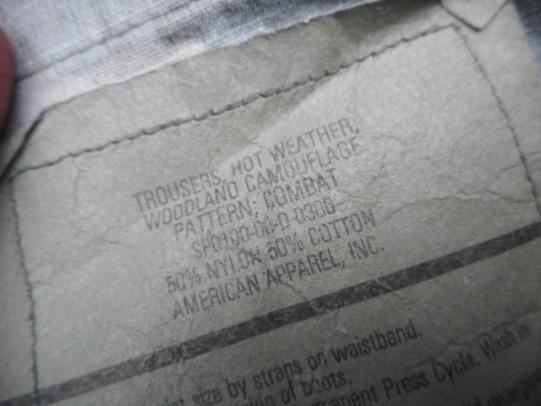 TROUSERS, HOT WEATHER,
WOODLAND CAMOUFLAGE
PATTERN: COMBAT
SP0100-00-D-0300
50% NYLON 50% COTTON
AMERICAN APPAREL, INC.
size by straps on waistband.
of boots.
Press Cycle. Wash in